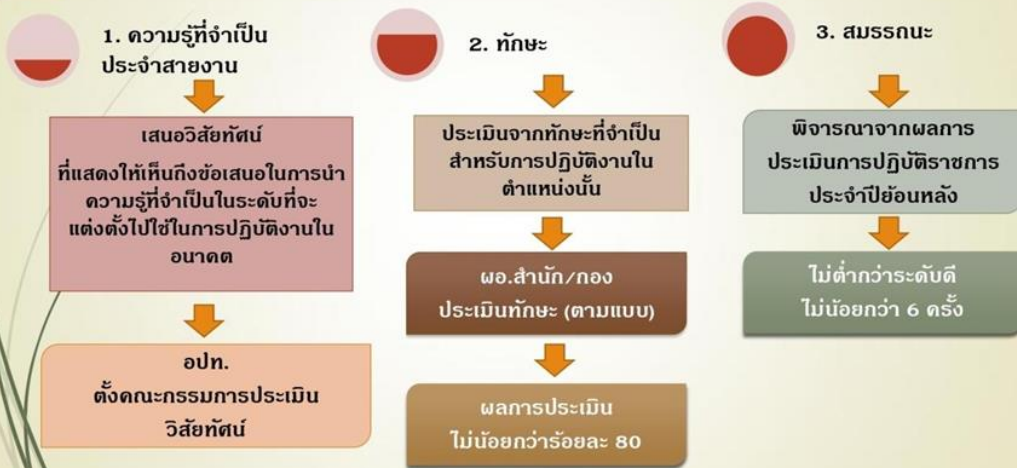 1. ความรู้ที่จำเป็น
ประจำสายงาน
เสนอวิสัยทัศน์
ที่แสดงให้เห็นถึงข้อเสนอในการนำ
ความรู้ที่จำเป็นในระดับที่จะ
แต่งตั้งไปใช้ในการปฏิบัติงานใน
อนาคต
อปท.
ตั้งคณะกรรมการประเมิน
วิสัยทัศน์
2. ทักษะ
ประเมินจากทักษะที่จำเป็น
สำหรับการปฏิบัติงานใน
ตำแหน่งนั้น
ผอ.สำนัก/กอง
ประเมินทักษะ (ตามแบบ)
ผลการประเมิน
ไม่น้อยกว่าร้อยละ 80
3. สมรรถนะ
พิจารณาจากผลการ
ประเมินการปฏิบัติราชการ
ประจำปีย้อนหลัง
ไม่ต่ำกว่าระดับดี
ไม่น้อยกว่า 6 ครั้ง